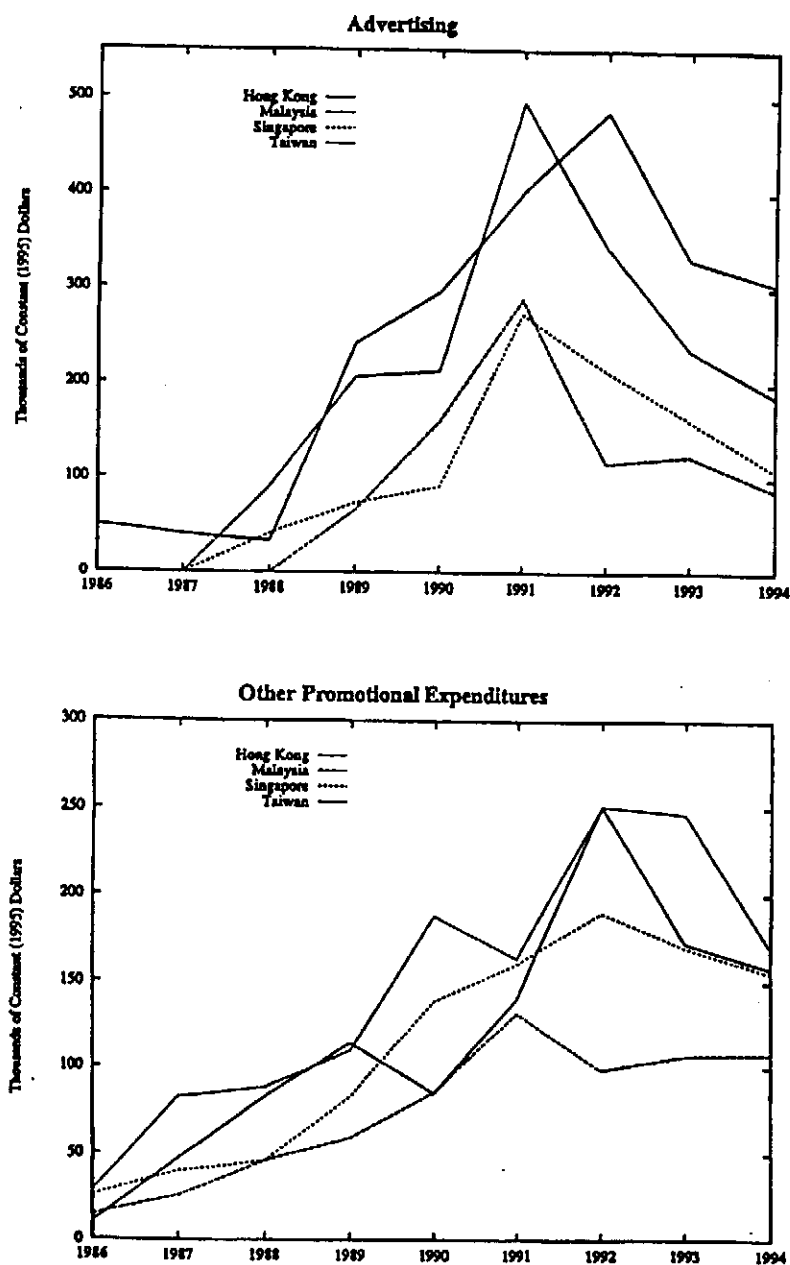 Advertising
Thousands of Constant (1995) Dollars
500
400
300
200
100
0
Hong Kong
Malaysia
Singapore
Taiwan
1986 1987 1988 1989 1990 1991 1992 1993 1994
Other Promotional Expenditures
Thousands of Constant (1995) Dollars
300
250
200
150
100
50
0
Hong Kong
Malaysia
Singapore
Taiwan
1986 1987 1988 1989 1990 1991 1992 1993 1994